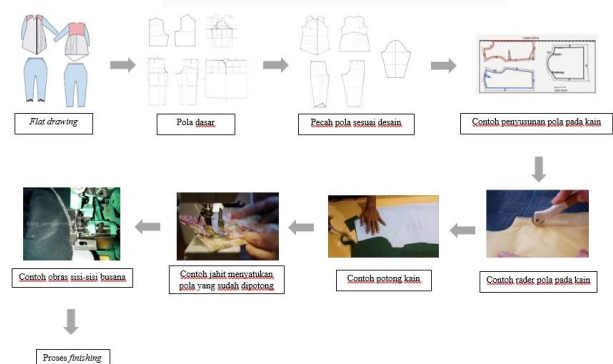 Flat drawing
Pola dasar
Pecah pola sesuai desain
Contoh penyusunan pola pada kain
Contoh rader pola pada kain
Contoh potong kain
Contoh jahit menyatukan
pola yang sudah dipotong
Contoh obras sisi-sisi busana
Proses finishing